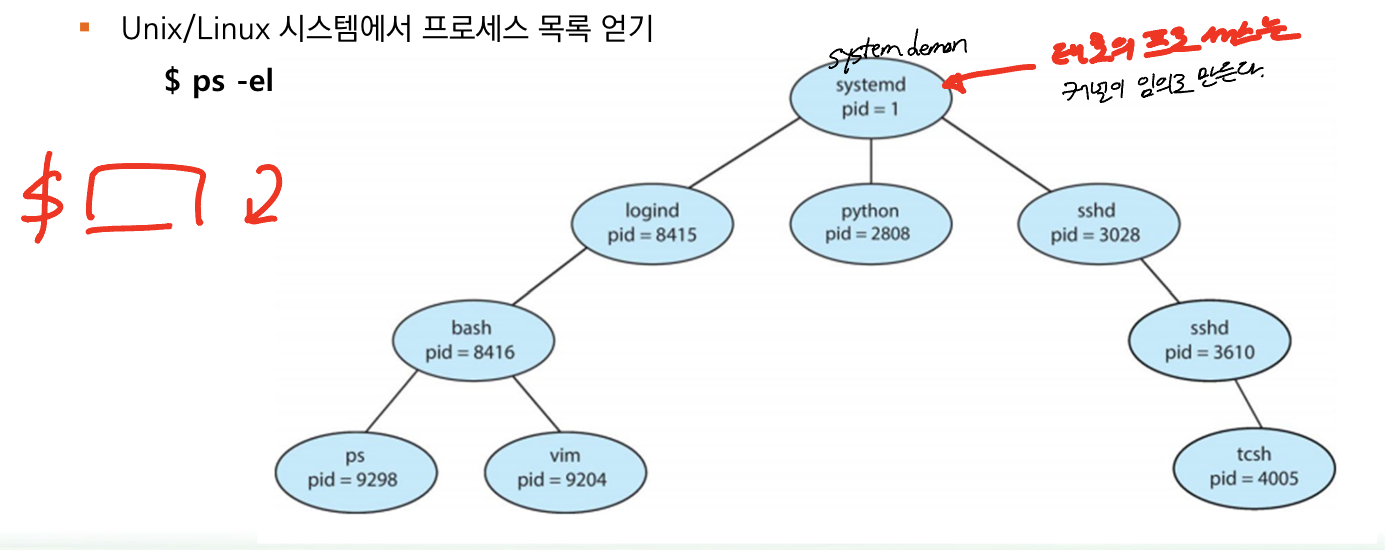 ▪ Unix/Linux 시스템에서 프로세스 목록 얻기
$ ps -el
system demon
태초의 프로세스는
커널이 임의로 만든다.
$
systemd
pid = 1
logind
pid = 8415
python
pid = 2808
sshd
pid = 3028
bash
pid = 8416
sshd
pid = 3610
ps
pid = 9298
vim
pid = 9204
tcsh
pid = 4005